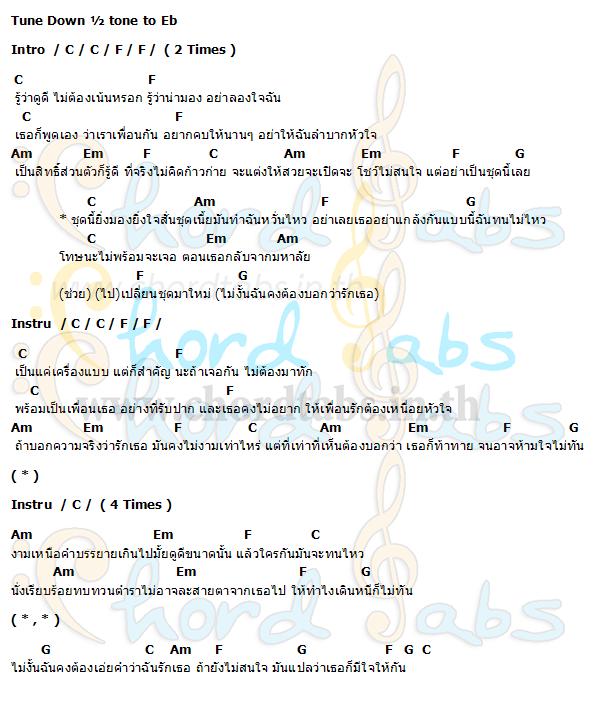 Tune Down ½ tone to Eb
Intro / C / C / F / F / ( 2 Times )
C F
รู้ว่าดูดี ไม่ต้องเน้นหรอก รู้ว่าน่ามอง อย่าลองใจฉัน
C F
เธอก็พูดเอง ว่าเราเพื่อนกัน อยากคบให้นานๆ อย่าให้ฉันลำบากหัวใจ
Am Em F C Am Em F G
เป็นสิทธิ์ส่วนตัวก็รู้ดี ที่จริงไม่คิดก้าวก่าย จะแต่งให้สวยจะเปิดจะ โชว์ไม่สนใจ แต่อย่าเป็นชุดนี้เลย
C Am F G
* ชุดนี้ยิ่งมองยิ่งใจสั่นชุดเนี้ยมันทำฉันหวั่นไหว อย่าเลยเธออย่าแกล้งกันแบบนี้ฉันทนไม่ไหว
C Em Am
โทษนะไม่พร้อมจะเจอ ตอนเธอกลับจากมหาลัย
F G
(ช่วย) (ไป)เปลี่ยนชุดมาใหม่ (ไม่งั้นฉันคงต้องบอกว่ารักเธอ)
Instru / C / C / F / F /
C F
เป็นแค่เครื่องแบบ แต่ก็สำคัญ นะถ้าเจอกัน ไม่ต้องมาทัก
C F
พร้อมเป็นเพื่อนเธอ อย่างที่รับปาก และเธอคงไม่อยาก ให้เพื่อนรักต้องเหนื่อยหัวใจ
Am Em F C Am Em F G
ถ้าบอกความจริงว่ารักเธอ มันคงไม่งามเท่าไหร่ แต่ที่เท่าที่เห็นต้องบอกว่า เธอก็ท้าทาย จนอาจห้ามใจไม่ทัน
( * )
Instru / C / ( 4 Times )
Am Em F C
งามเหนือคำบรรยายเกินไปมั้ยดูดีขนาดนั้น แล้วใครกันมันจะทนไหว
Am Em F G
นั่งเรียบร้อยทบทวนตำราไม่อาจละสายตาจากเธอไป ให้ทำไงเดินหนีก็ไม่ทัน
( * , * )
G C Am F G F G C
ไม่งั้นฉันคงต้องเอ่ยคำว่าฉันรักเธอ ถ้ายังไม่สนใจ มันแปลว่าเธอก็มีใจให้กัน
www.chordtabs.in.th
Chord Tabs
www.chordtabs.in.th
Chord Tabs